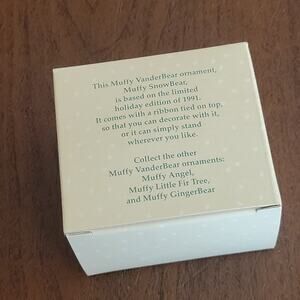 This Muffy VanderBear ornament,
Muffy SnowBear,
is based on the limited
holiday edition of 1991.
It comes with a ribbon tied on top,
so that you can decorate with it,
or it can simply stand
wherever you like.
Collect the other
Muffy VanderBear ornaments:
Muffy Angel,
Muffy Little Fir Tree,
and Muffy GingerBear